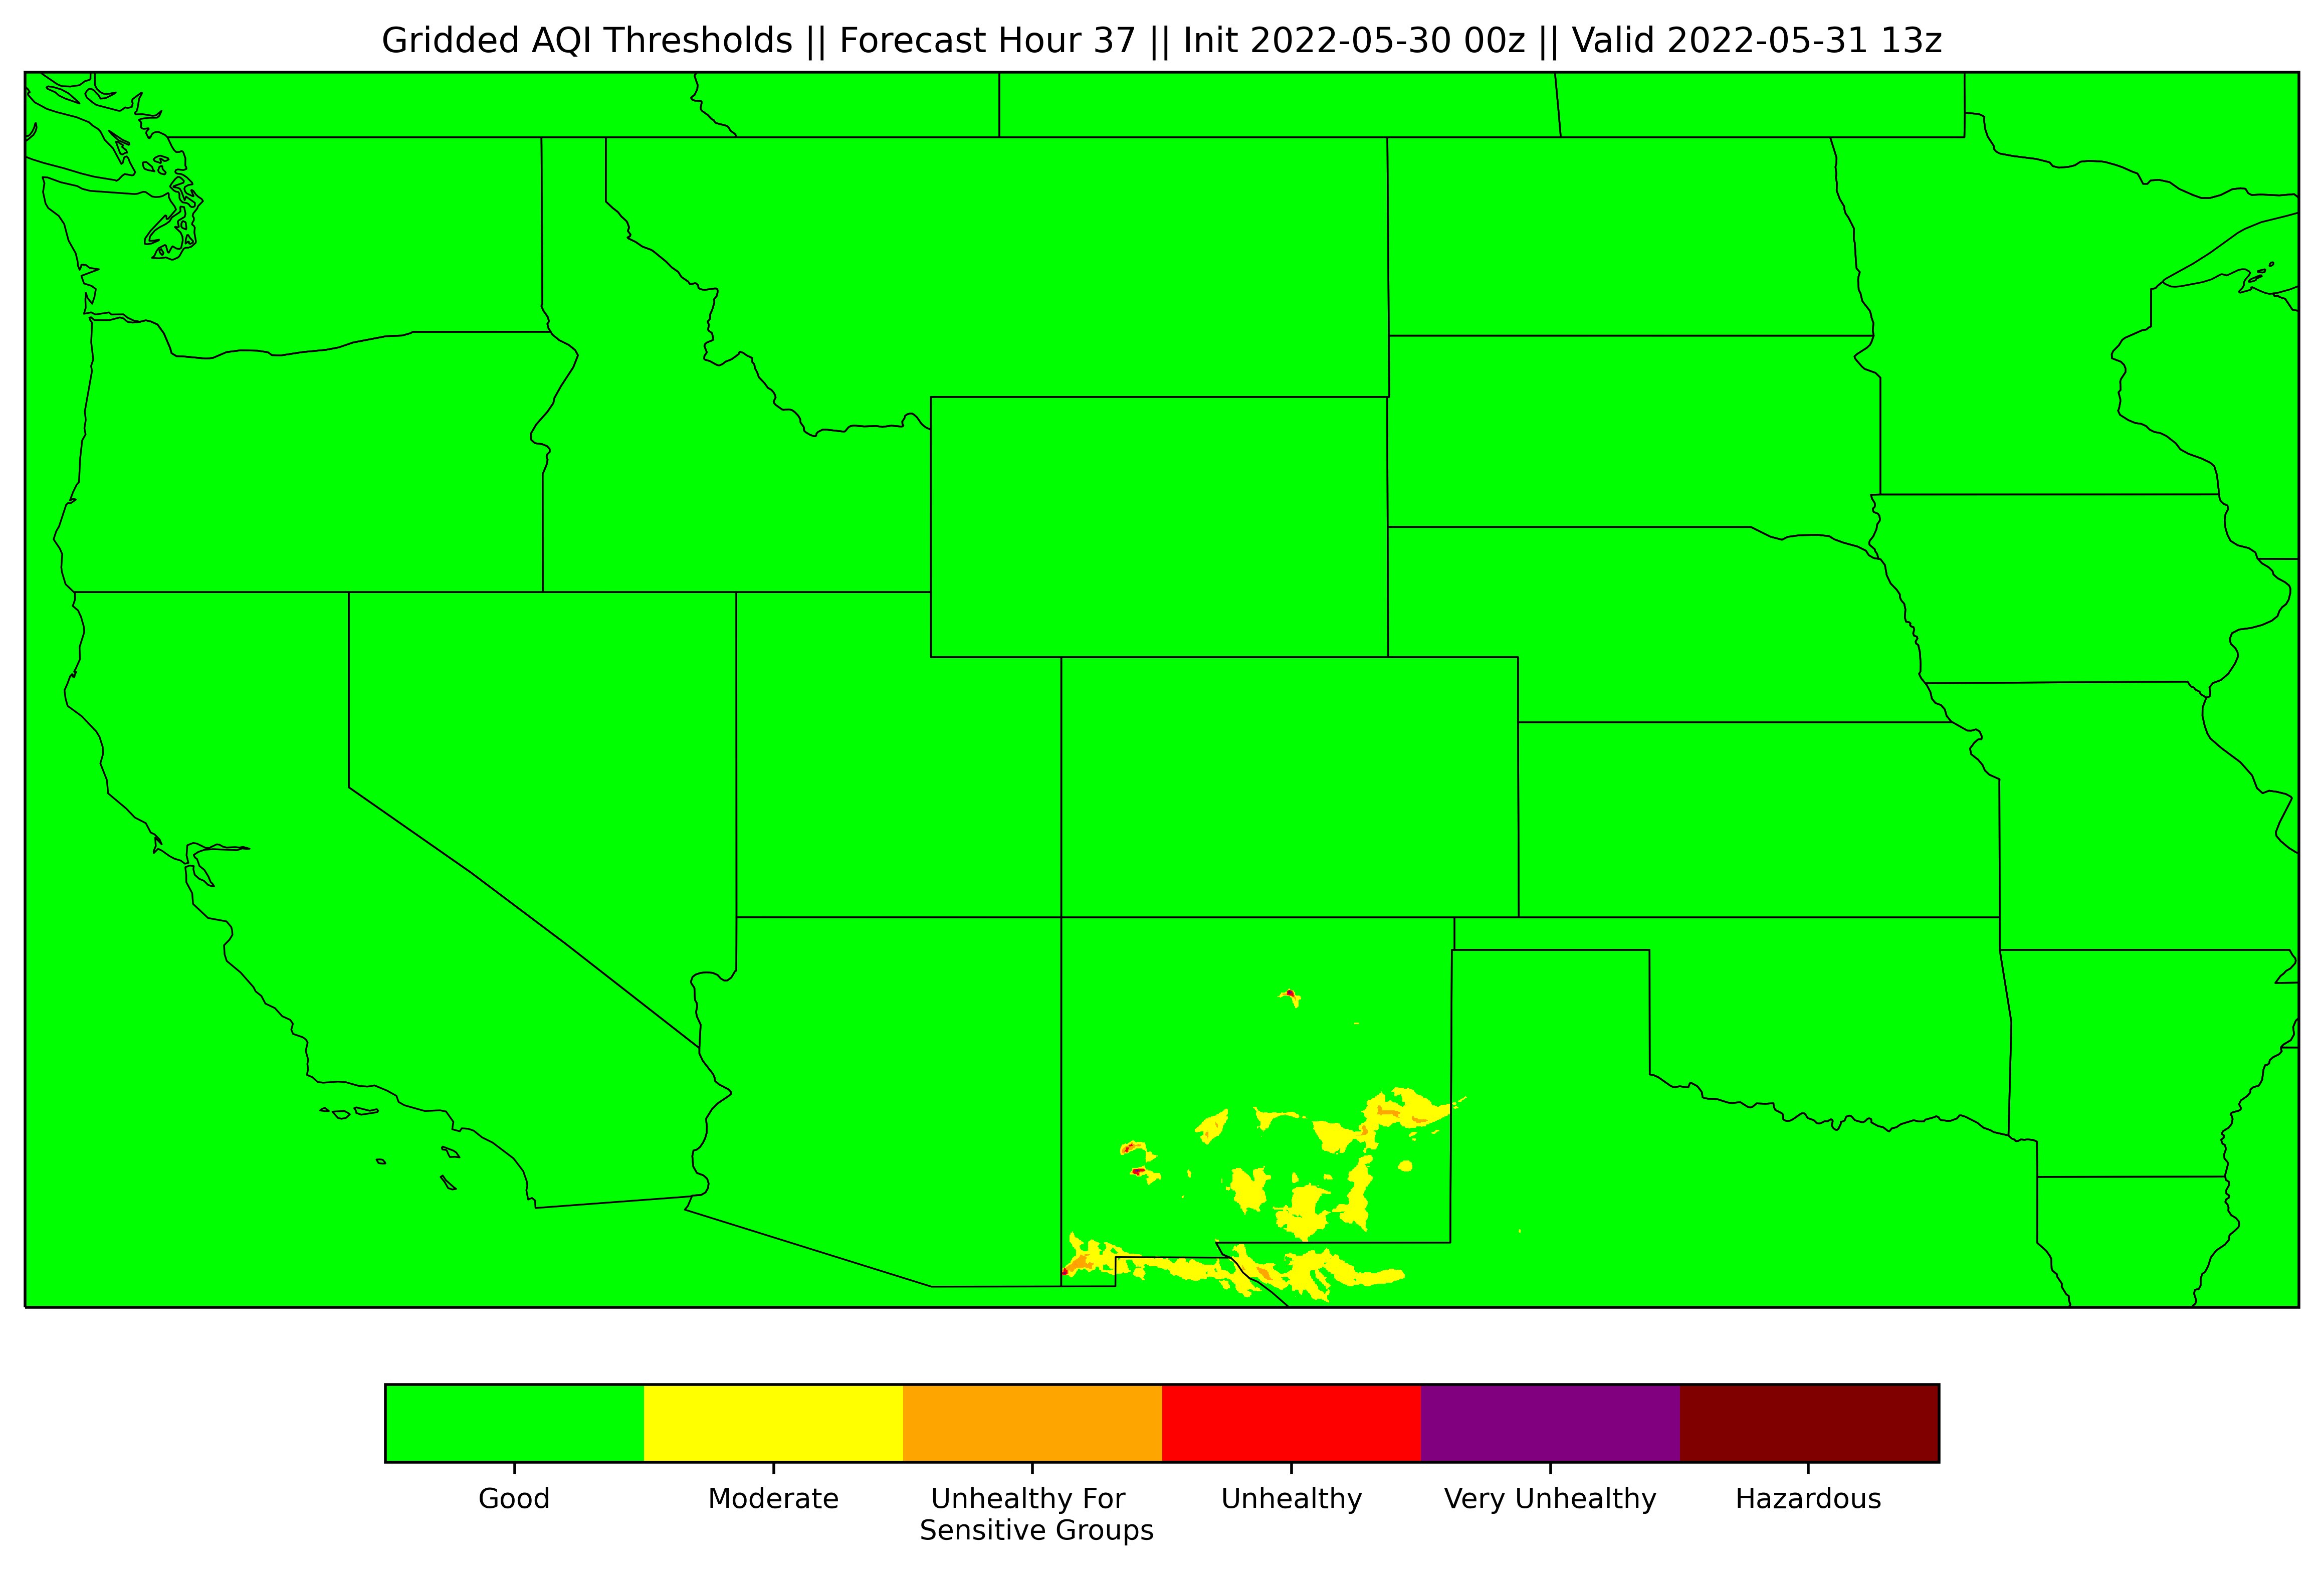 Gridded AQI Thresholds || Forecast Hour 37 || Init 2022-05-30 00z || Valid 2022-05-31 13z
Good
Moderate
Unhealthy For
Sensitive Groups
Unhealthy
Very Unhealthy
Hazardous